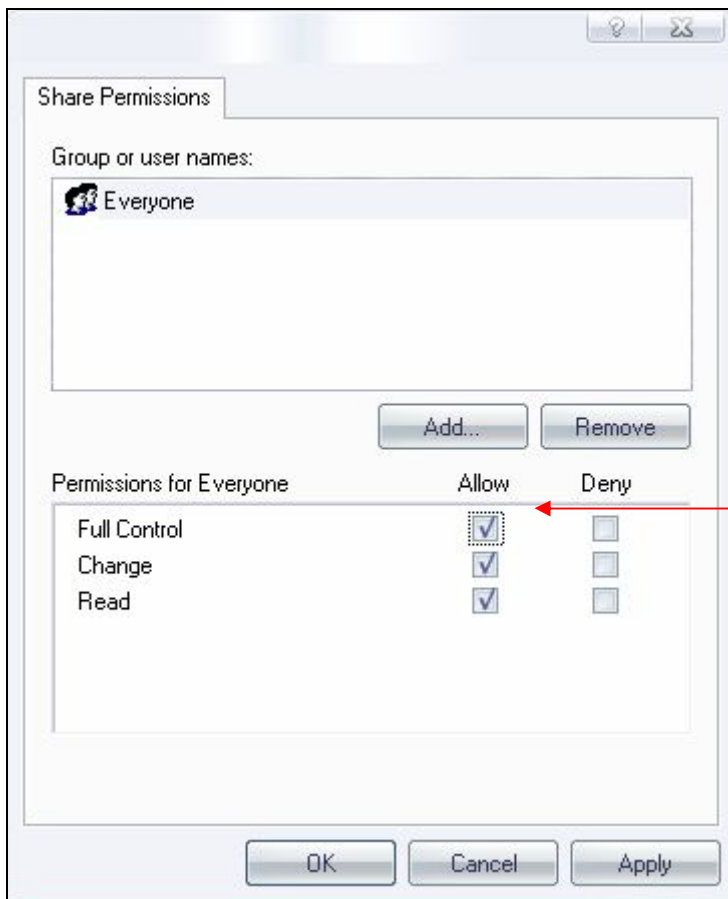 Share Permissions
Group or user names:
Everyone
Add... Remove
Permissions for Everyone Allow Deny
Full Control
Change
Read
OK Cancel Apply